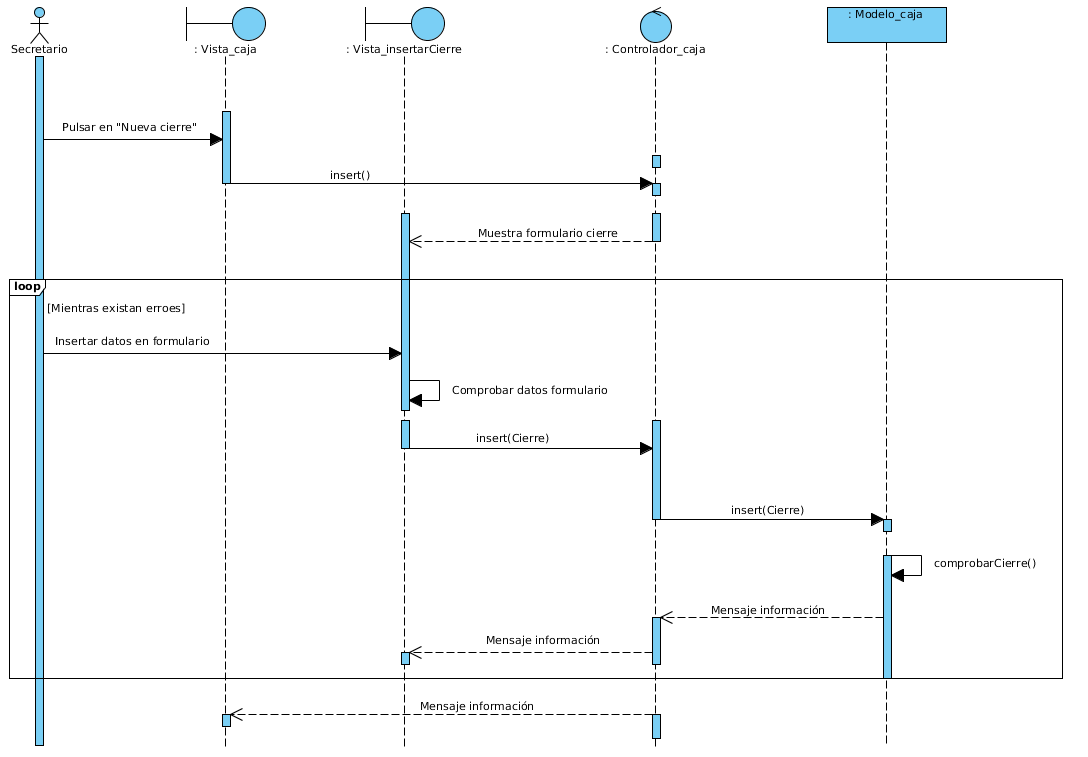 Secretario
: Vista_caja
: Vista_insertarCierre
: Controlador_caja
: Modelo_caja
Pulsar en "Nueva cierre"
insert()
Muestra formulario cierre
loop
[Mientras existan erroes]
Insertar datos en formulario
Comprobar datos formulario
insert(Cierre)
insert(Cierre)
comprobarCierre()
Mensaje información
Mensaje información
Mensaje información